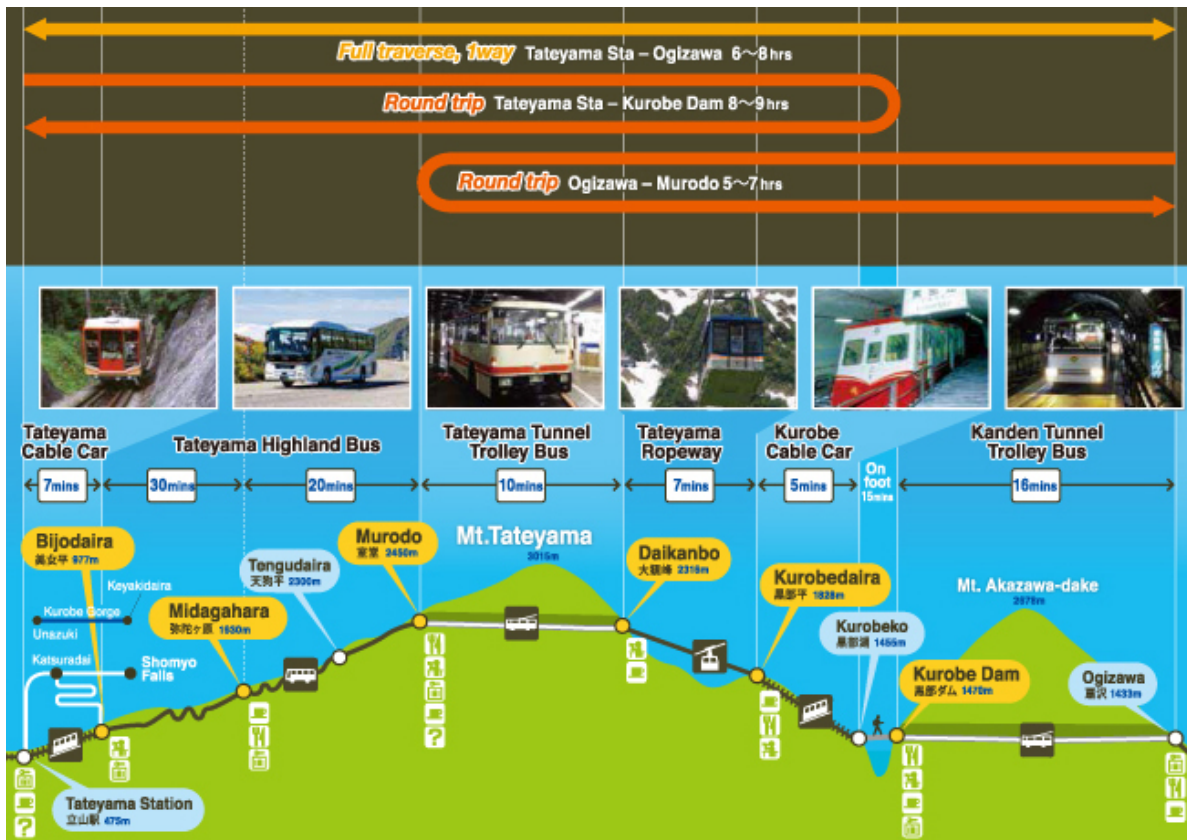 Full traverse, 1way Tateyama Sta – Ogizawa 6～8hrs
Round trip Tateyama Sta – Kurobe Dam 8～9hrs
Round trip Ogizawa – Murodo 5～7hrs
Tateyama
Cable Car
Tateyama Highland Bus
Tateyama Tunnel
Trolley Bus
Tateyama
Ropeway
Kurobe
Cable Car
Kanden Tunnel
Trolley Bus
7mins
30mins
20mins
10mins
7mins
5mins
On
foot
15mins
16mins
Bijodaira
美女平 977m
Keyakidaira
Kurobe Gorge
Unazuki
Katsuradai
Shomyo
Falls
Tateyama Station
立山駅 475m
Midagahara
弥陀ヶ原 1930m
Tengudaira
天狗平 2300m
Murodo
室堂 2450m
Mt.Tateyama
3015m
Daikanbo
大観峰 2316m
Kurobedaira
黒部平 1828m
Kurobeko
黒部湖 1455m
Mt. Akazawa-dake
2678m
Kurobe Dam
黒部ダム 1470m
Ogizawa
扇沢 1433m
?
?